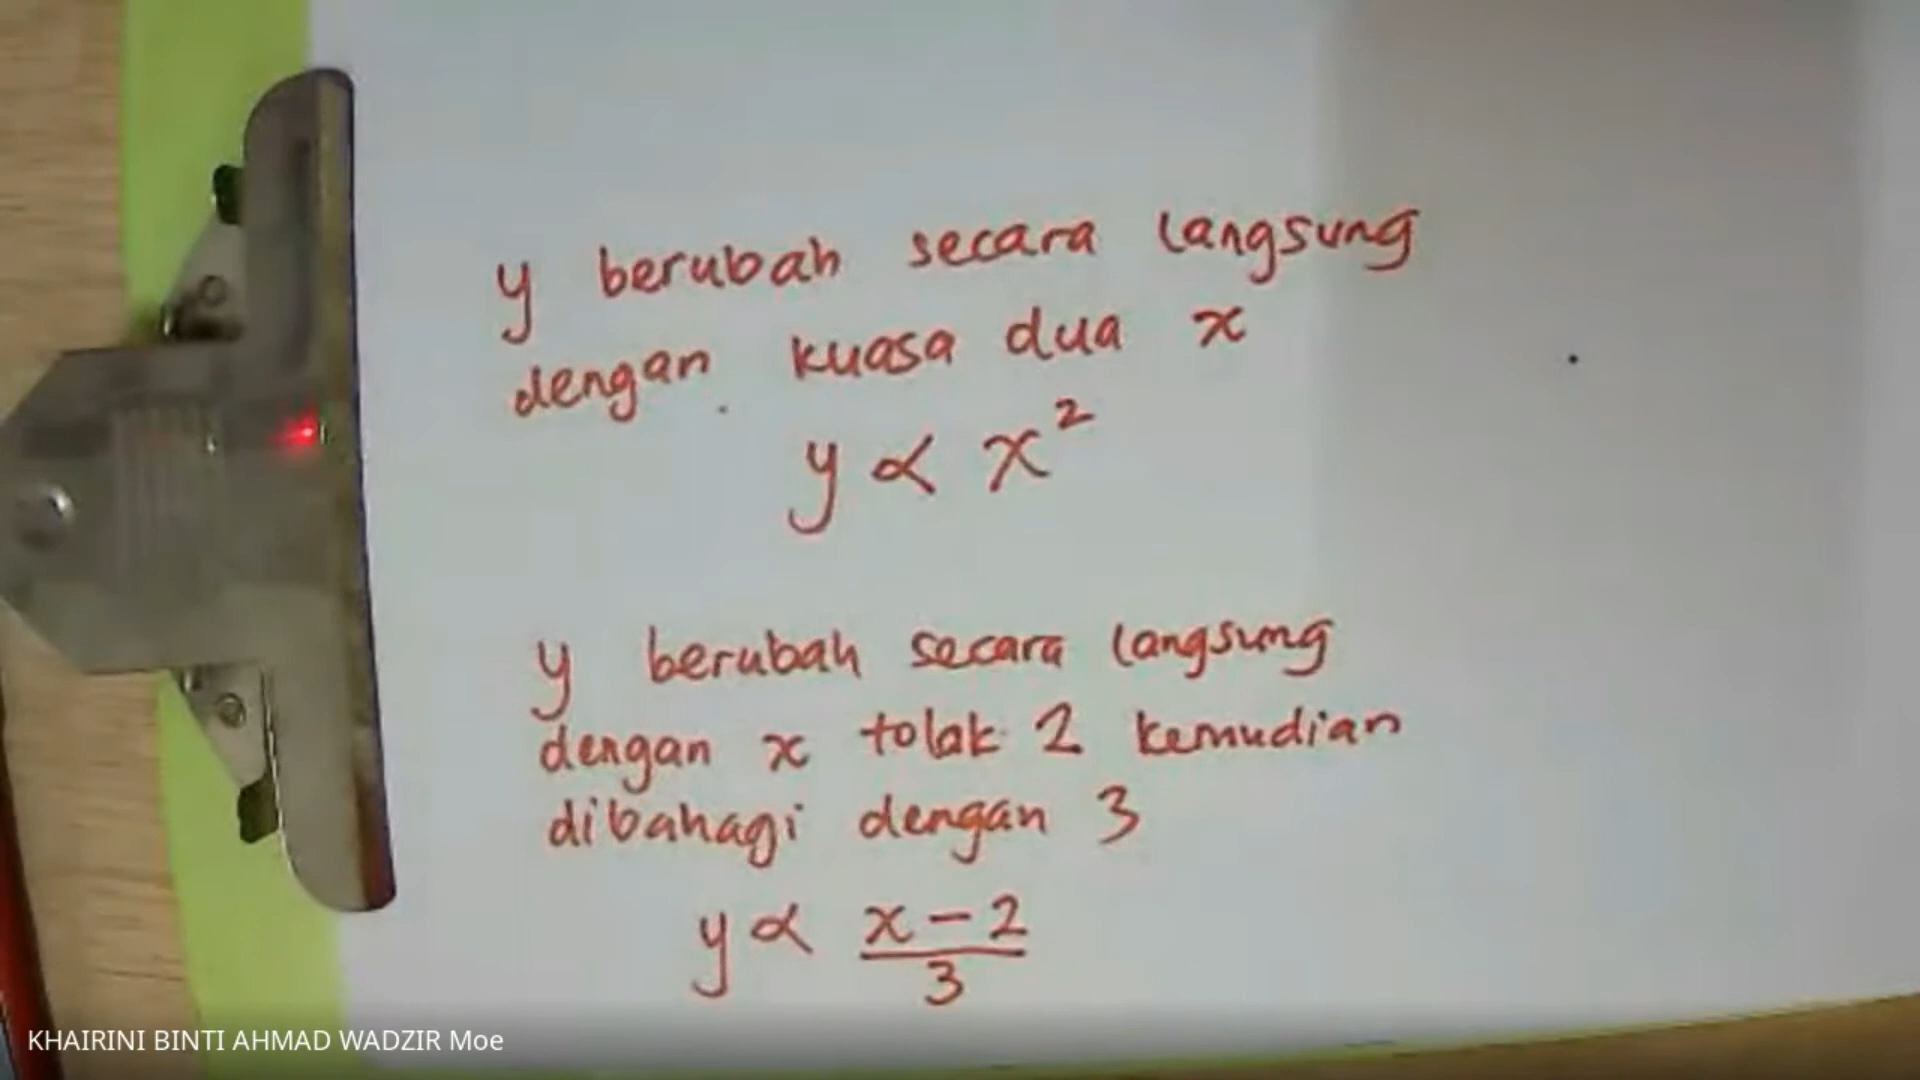 y berubah secara langsung
dengan kuasa dua x
y ∝ x²
y berubah secara langsung
dengan x tolak 2 kemudian
dibahagi dengan 3
y ∝ x - 2
3
KHAIRINI BINTI AHMAD WADZIR Moe